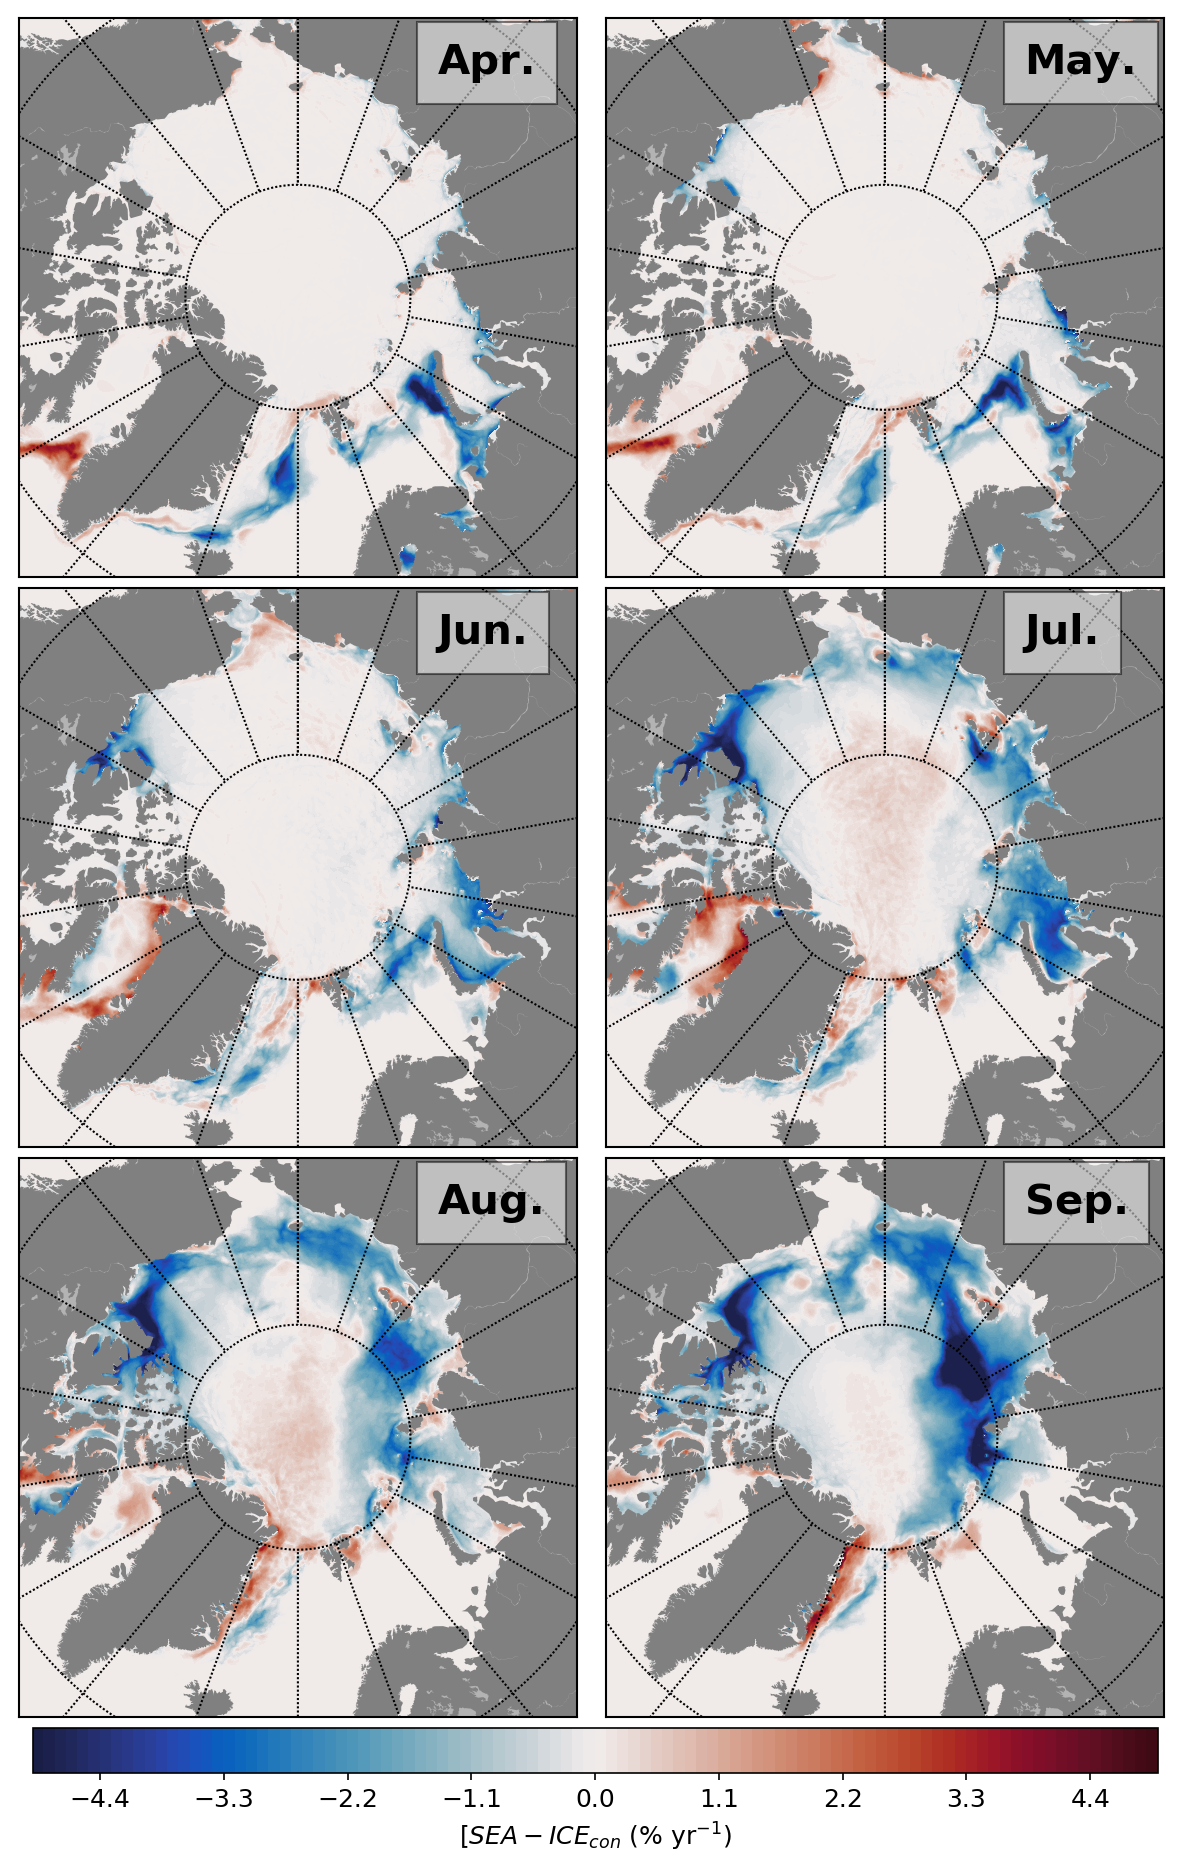 Apr.
May.
Jun.
Jul.
Aug.
Sep.
−4.4 −3.3 −2.2 −1.1 0.0 1.1 2.2 3.3 4.4
[SEA − ICE_con (% yr⁻¹)